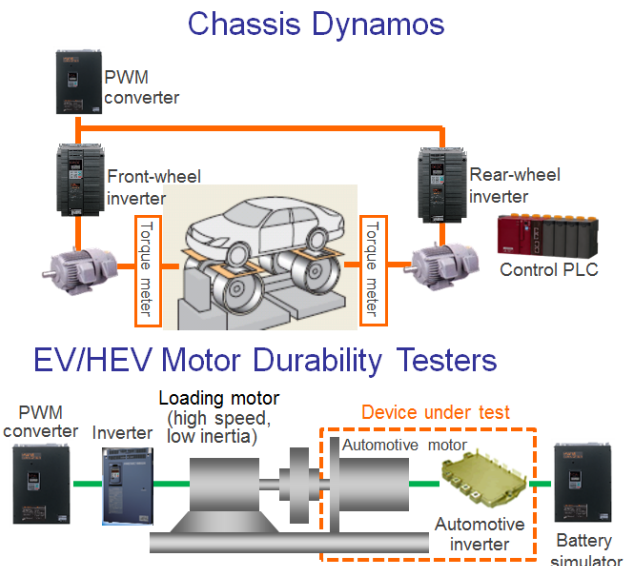 Chassis Dynamos
PWM
converter
Front-wheel
inverter
Rear-wheel
inverter
Torque meter
Torque meter
Control PLC
EV/HEV Motor Durability Testers
Loading motor
(high speed,
low inertia)
Device under test
PWM
converter
Inverter
Automotive motor
Automotive
inverter
Battery
simulator